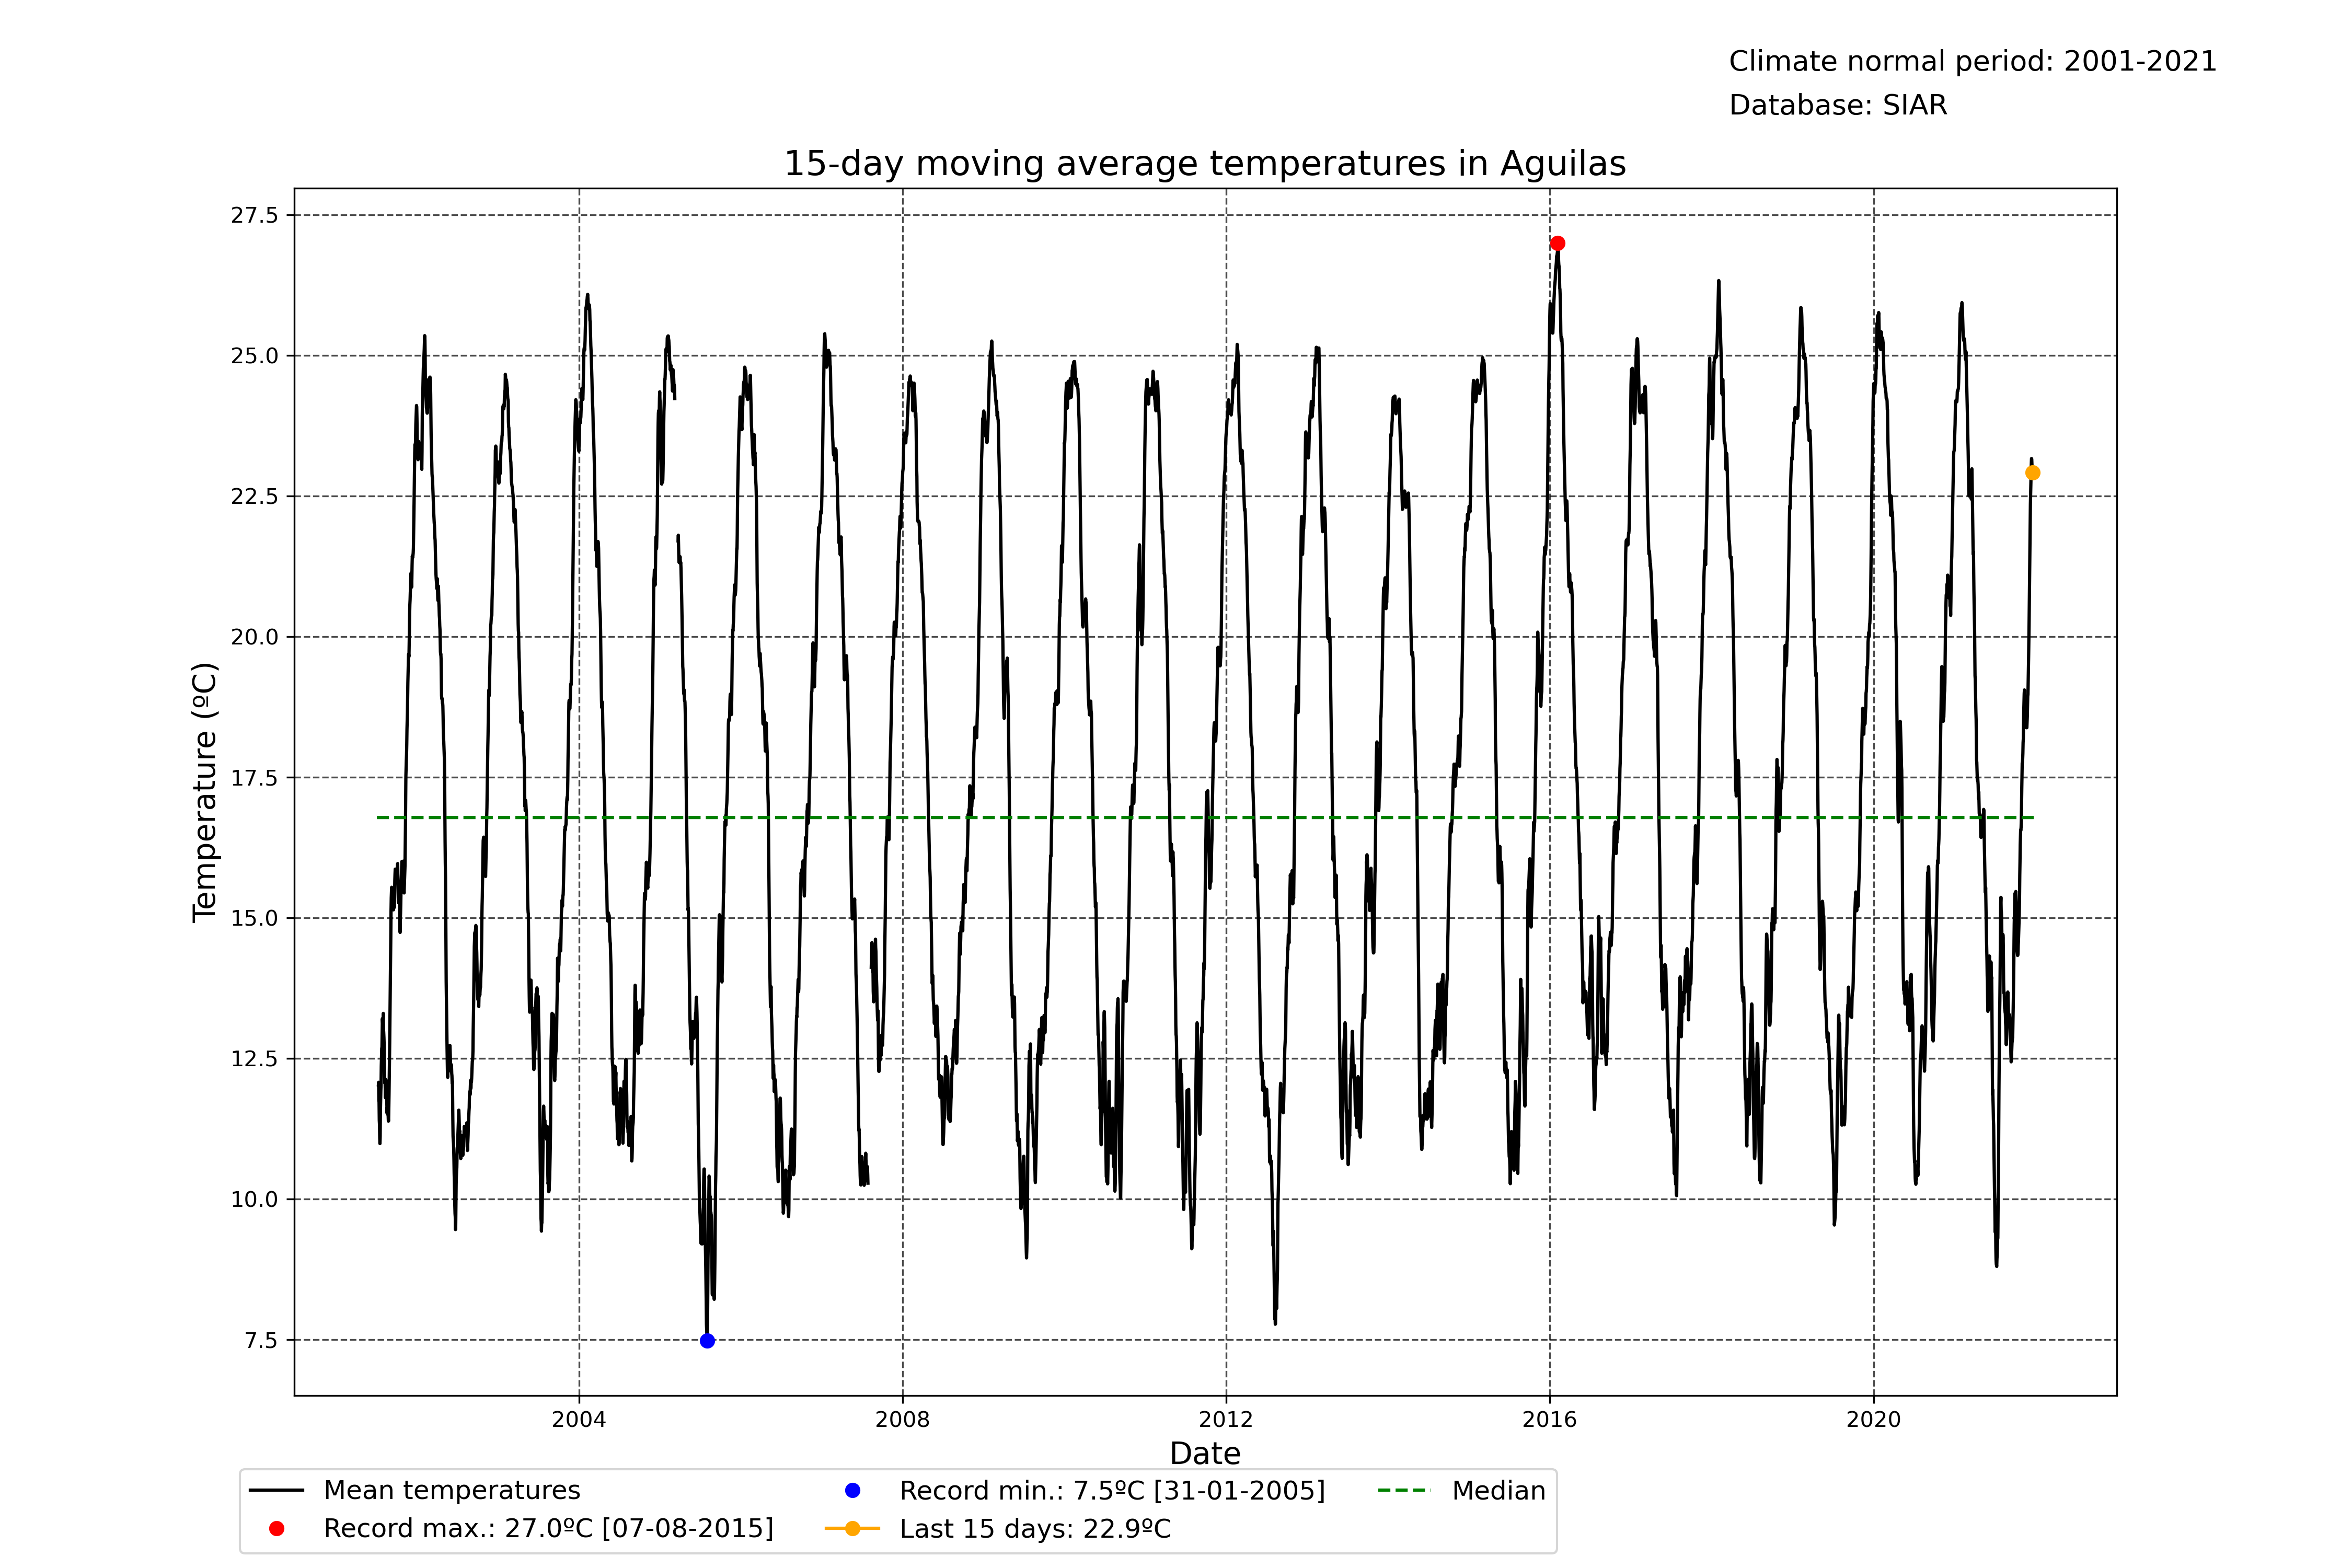 Climate normal period: 2001-2021
Database: SIAR
15-day moving average temperatures in Aguilas
27.5
25.0
22.5
20.0
17.5
15.0
12.5
10.0
7.5
Temperature (ºC)
2004 2008 2012 2016 2020
Date
Mean temperatures
Record max.: 27.0ºC [07-08-2015]
Record min.: 7.5ºC [31-01-2005]
Last 15 days: 22.9ºC
Median